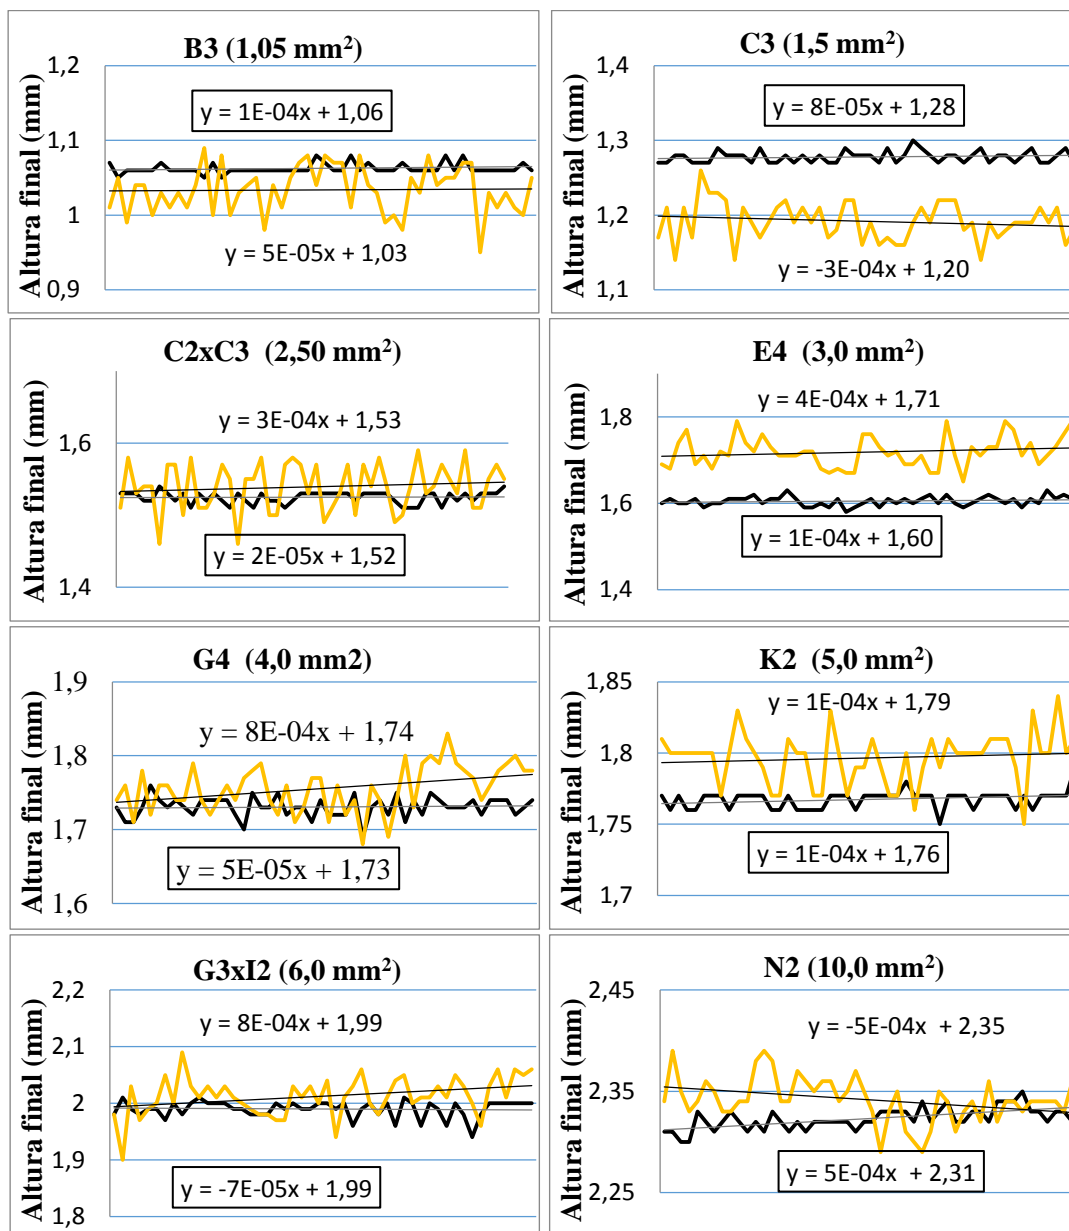 B3 (1,05 mm²)
Altura final (mm)
1,2
1,1
1
0,9
y = 1E-04x + 1,06
y = 5E-05x + 1,03
C3 (1,5 mm²)
Altura final (mm)
1,4
1,3
1,2
1,1
y = 8E-05x + 1,28
y = -3E-04x + 1,20
C2xC3 (2,50 mm²)
Altura final (mm)
1,6
1,4
y = 3E-04x + 1,53
y = 2E-05x + 1,52
E4 (3,0 mm²)
Altura final (mm)
1,8
1,6
1,4
y = 4E-04x + 1,71
y = 1E-04x + 1,60
G4 (4,0 mm2)
Altura final (mm)
1,9
1,8
1,7
1,6
y = 8E-04x + 1,74
y = 5E-05x + 1,73
K2 (5,0 mm²)
Altura final (mm)
1,85
1,8
1,75
1,7
y = 1E-04x + 1,79
y = 1E-04x + 1,76
G3xI2 (6,0 mm²)
Altura final (mm)
2,2
2,1
2
1,9
1,8
y = 8E-04x + 1,99
y = -7E-05x + 1,99
N2 (10,0 mm²)
Altura final (mm)
2,45
2,35
2,25
y = -5E-04x + 2,35
y = 5E-04x + 2,31